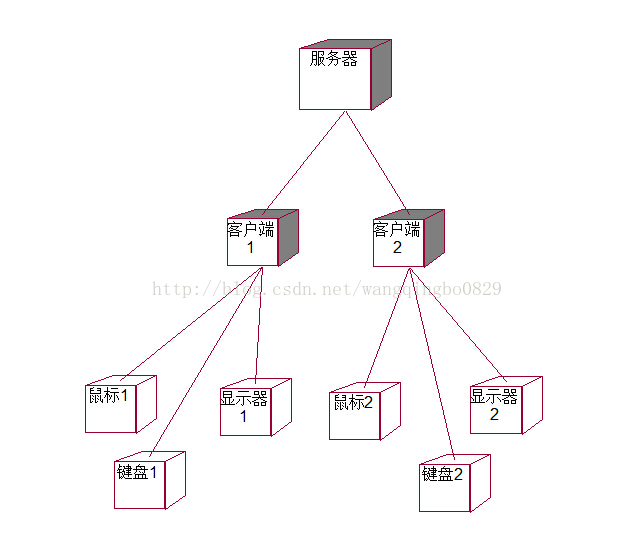 服务器
客户端
1
客户端
2
http://blog.csdn.net/wangqingbo0829
鼠标1
显示器
1
鼠标2
显示器
2
键盘1
键盘2